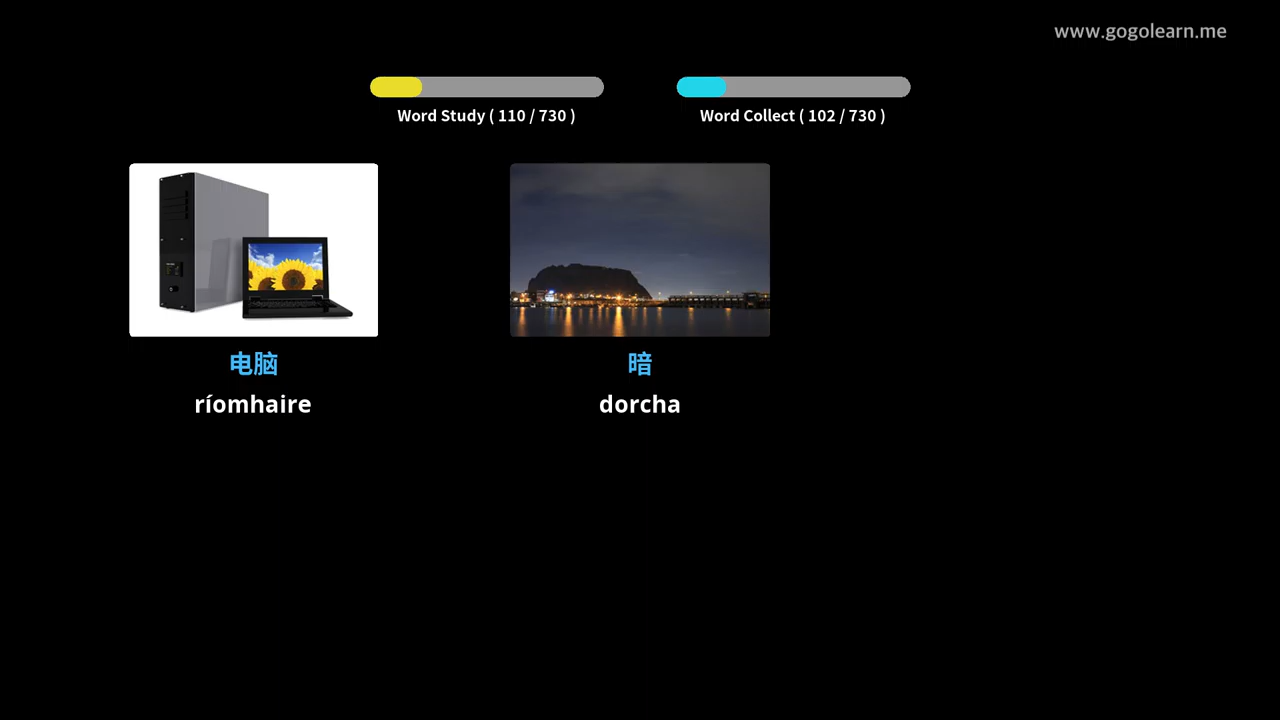 www.gogolearn.me
Word Study ( 110 / 730 )
Word Collect ( 102 / 730 )
电脑
ríomhaire
暗
dorcha